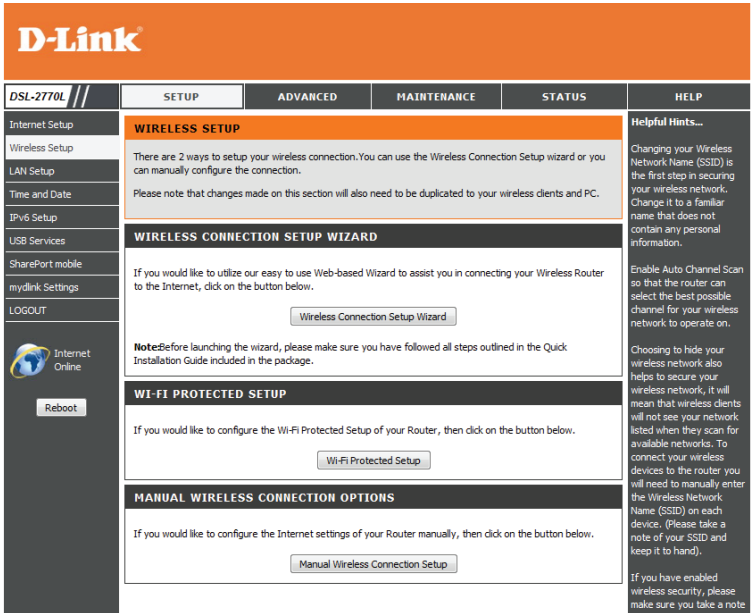 D-Link
DSL-2770L
SETUP
ADVANCED
MAINTENANCE
STATUS
HELP
Internet Setup
Wireless Setup
LAN Setup
Time and Date
IPv6 Setup
USB Services
SharePort mobile
mydlink Settings
LOGOUT
Internet
Online
Reboot
WIRELESS SETUP
There are 2 ways to setup your wireless connection.You can use the Wireless Connection Setup wizard or you
can manually configure the connection.
Please note that changes made on this section will also need to be duplicated to your wireless clients and PC.
WIRELESS CONNECTION SETUP WIZARD
If you would like to utilize our easy to use Web-based Wizard to assist you in connecting your Wireless Router
to the Internet, click on the button below.
Wireless Connection Setup Wizard
Note:Before launching the wizard, please make sure you have followed all steps outlined in the Quick
Installation Guide included in the package.
WI-FI PROTECTED SETUP
If you would like to configure the Wi-Fi Protected Setup of your Router, then click on the button below.
Wi-Fi Protected Setup
MANUAL WIRELESS CONNECTION OPTIONS
If you would like to configure the Internet settings of your Router manually, then click on the button below.
Manual Wireless Connection Setup
Helpful Hints...
Changing your Wireless
Network Name (SSID) is
the first step in securing
your wireless network.
Change it to a familiar
name that does not
contain any personal
information.
Enable Auto Channel Scan
so that the router can
select the best possible
channel for your wireless
network to operate on.
Choosing to hide your
wireless network also
helps to secure your
wireless network, it will
mean that wireless clients
will not see your network
listed when they scan for
available networks. To
connect your wireless
devices to the router you
will need to manually enter
the Wireless Network
Name (SSID) on each
device. (Please take a
note of your SSID and
keep it to hand).
If you have enabled
wireless security, please
make sure you take a note